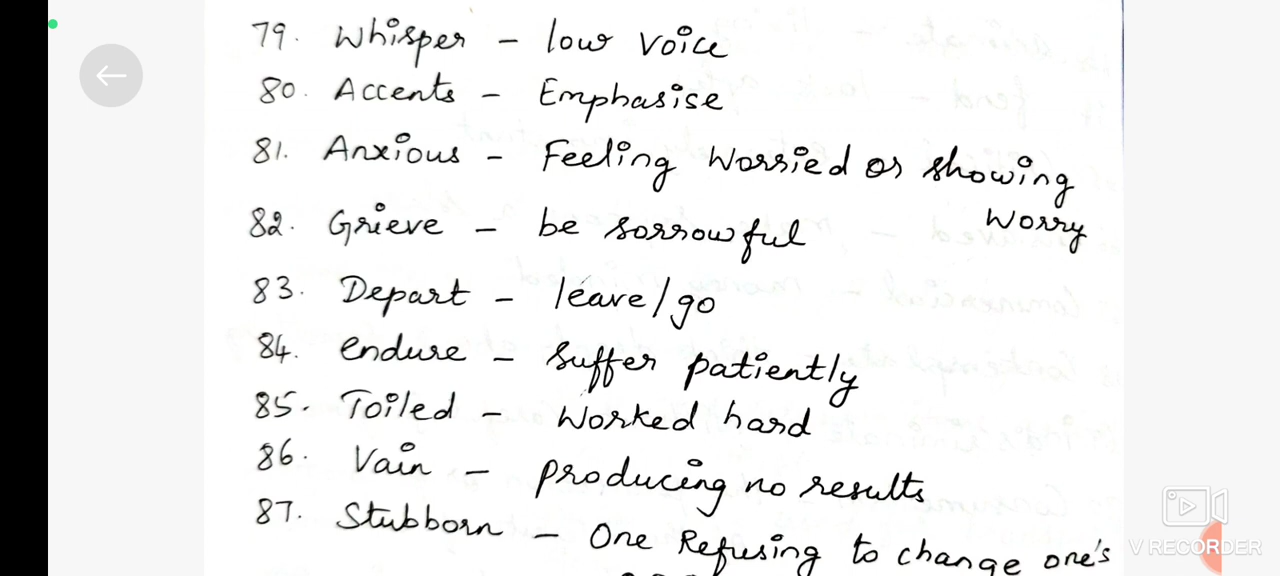 79. Whisper - low voice
80. Accents - Emphasise
81. Anxious - Feeling Worried or showing
Worry
82. Grieve - be sorrowful
83. Depart - leave/go
84. endure - Suffer patiently
85. Toiled - Worked hard
86. Vain - producing no results
87. Stubborn - One Refusing to change one's
V RECORDER